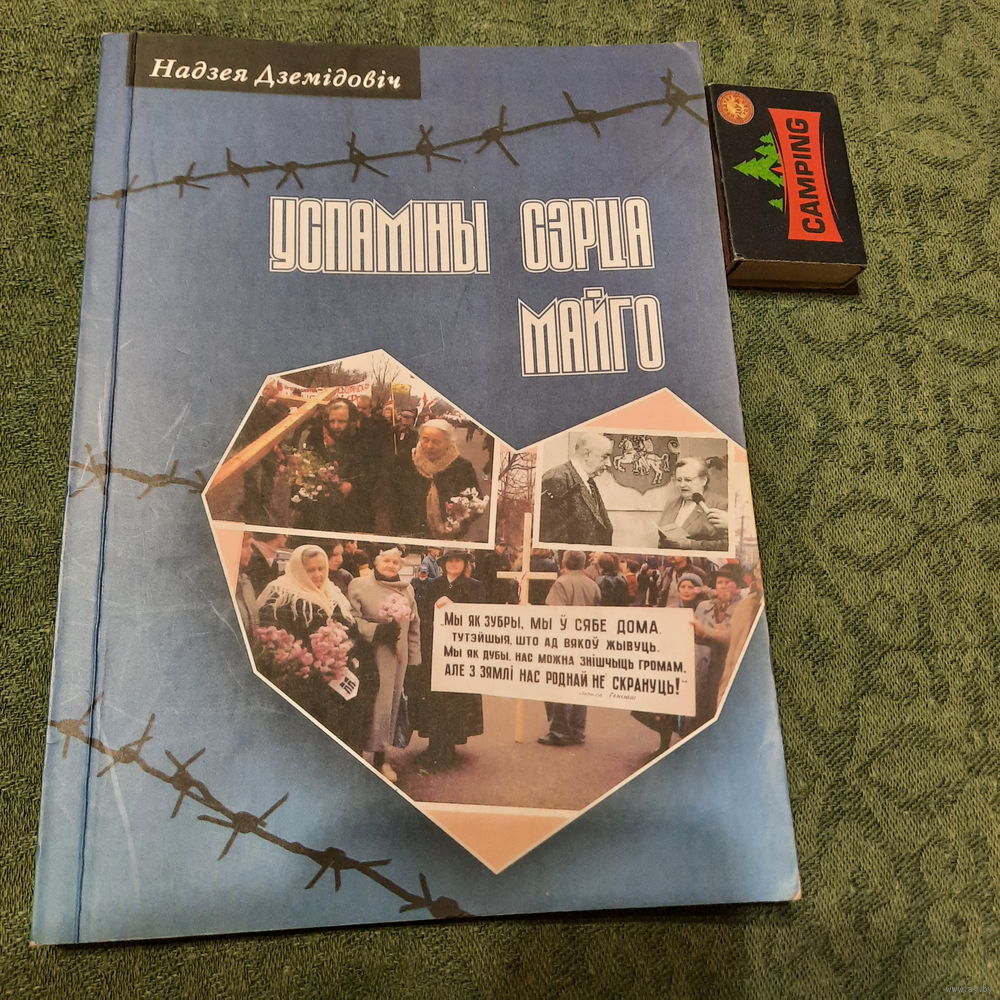 Надзея Дземідовіч
УСПАМІНЫ СЭРЦА
МАЙГО
CAMPING
„МЫ ЯК ЗУБРЫ, МЫ Ў СЯБЕ ДОМА,
ТУТЭЙШЫЯ, ШТО АД ВЯКОЎ ЖЫВУЦЬ.
МЫ ЯК ДУБЫ, НАС МОЖНА ЗНІШЧЫЦЬ ГРОМАМ,
АЛЕ З ЗЯМЛІ НАС РОДНАЙ НЕ СКРАНУЦЬ!"
Геніюш